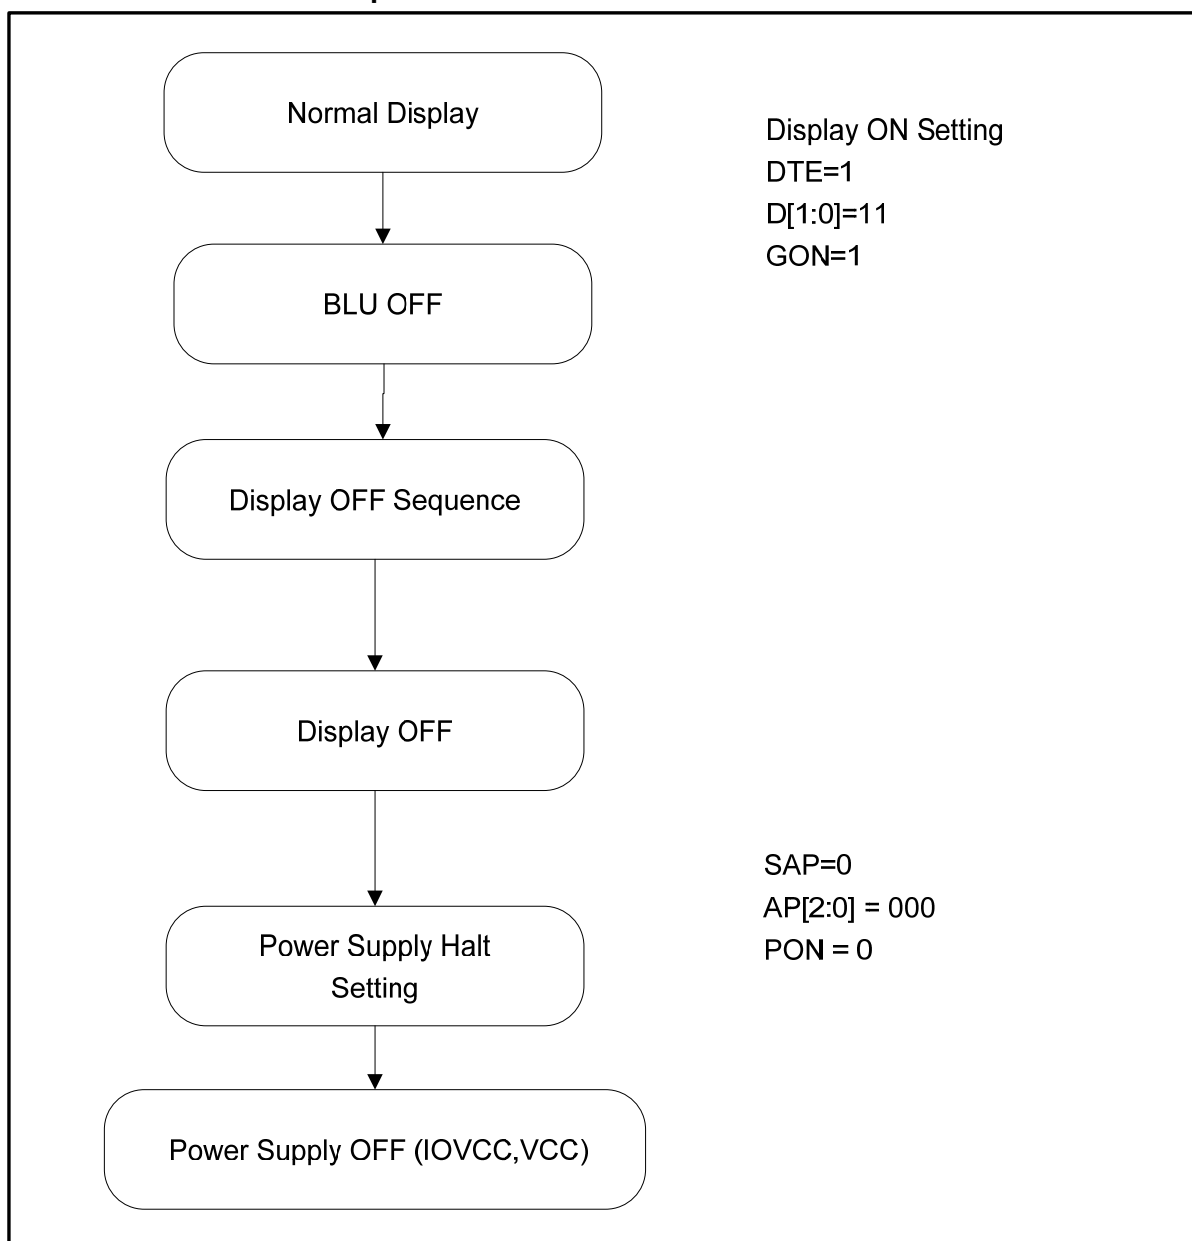 Normal Display
Display ON Setting
DTE=1
D[1:0]=11
GON=1
BLU OFF
Display OFF Sequence
Display OFF
SAP=0
AP[2:0] = 000
PON = 0
Power Supply Halt
Setting
Power Supply OFF (IOVCC,VCC)